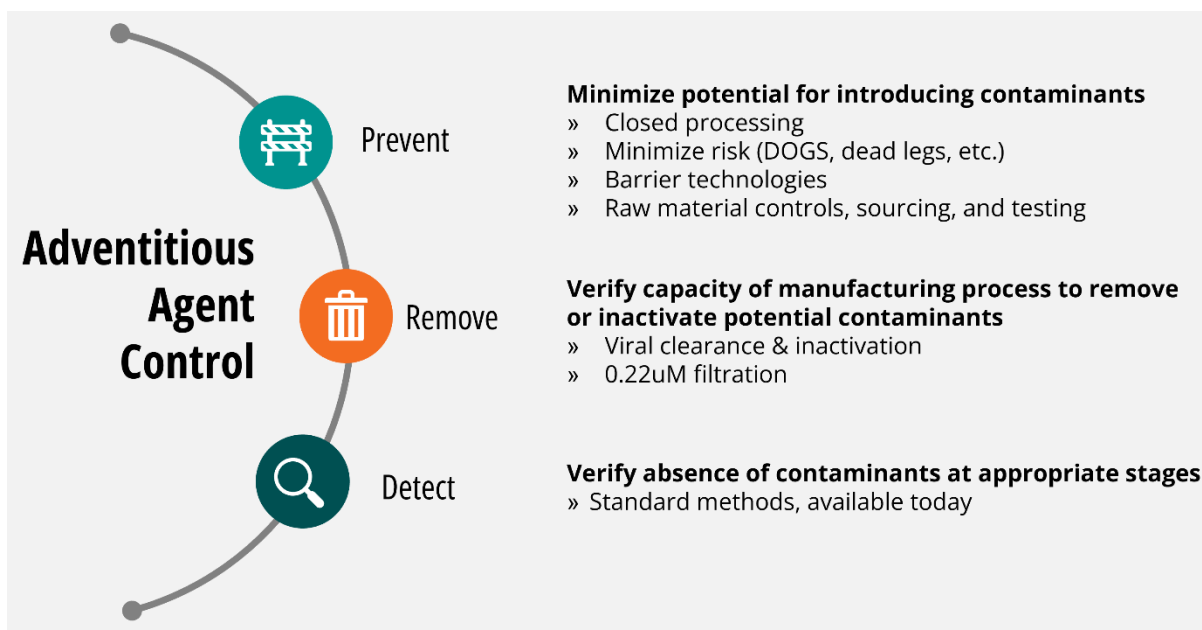 Adventitious
Agent
Control
Prevent
Minimize potential for introducing contaminants
» Closed processing
» Minimize risk (DOGS, dead legs, etc.)
» Barrier technologies
» Raw material controls, sourcing, and testing
Remove
Verify capacity of manufacturing process to remove
or inactivate potential contaminants
» Viral clearance & inactivation
» 0.22uM filtration
Detect
Verify absence of contaminants at appropriate stages
» Standard methods, available today